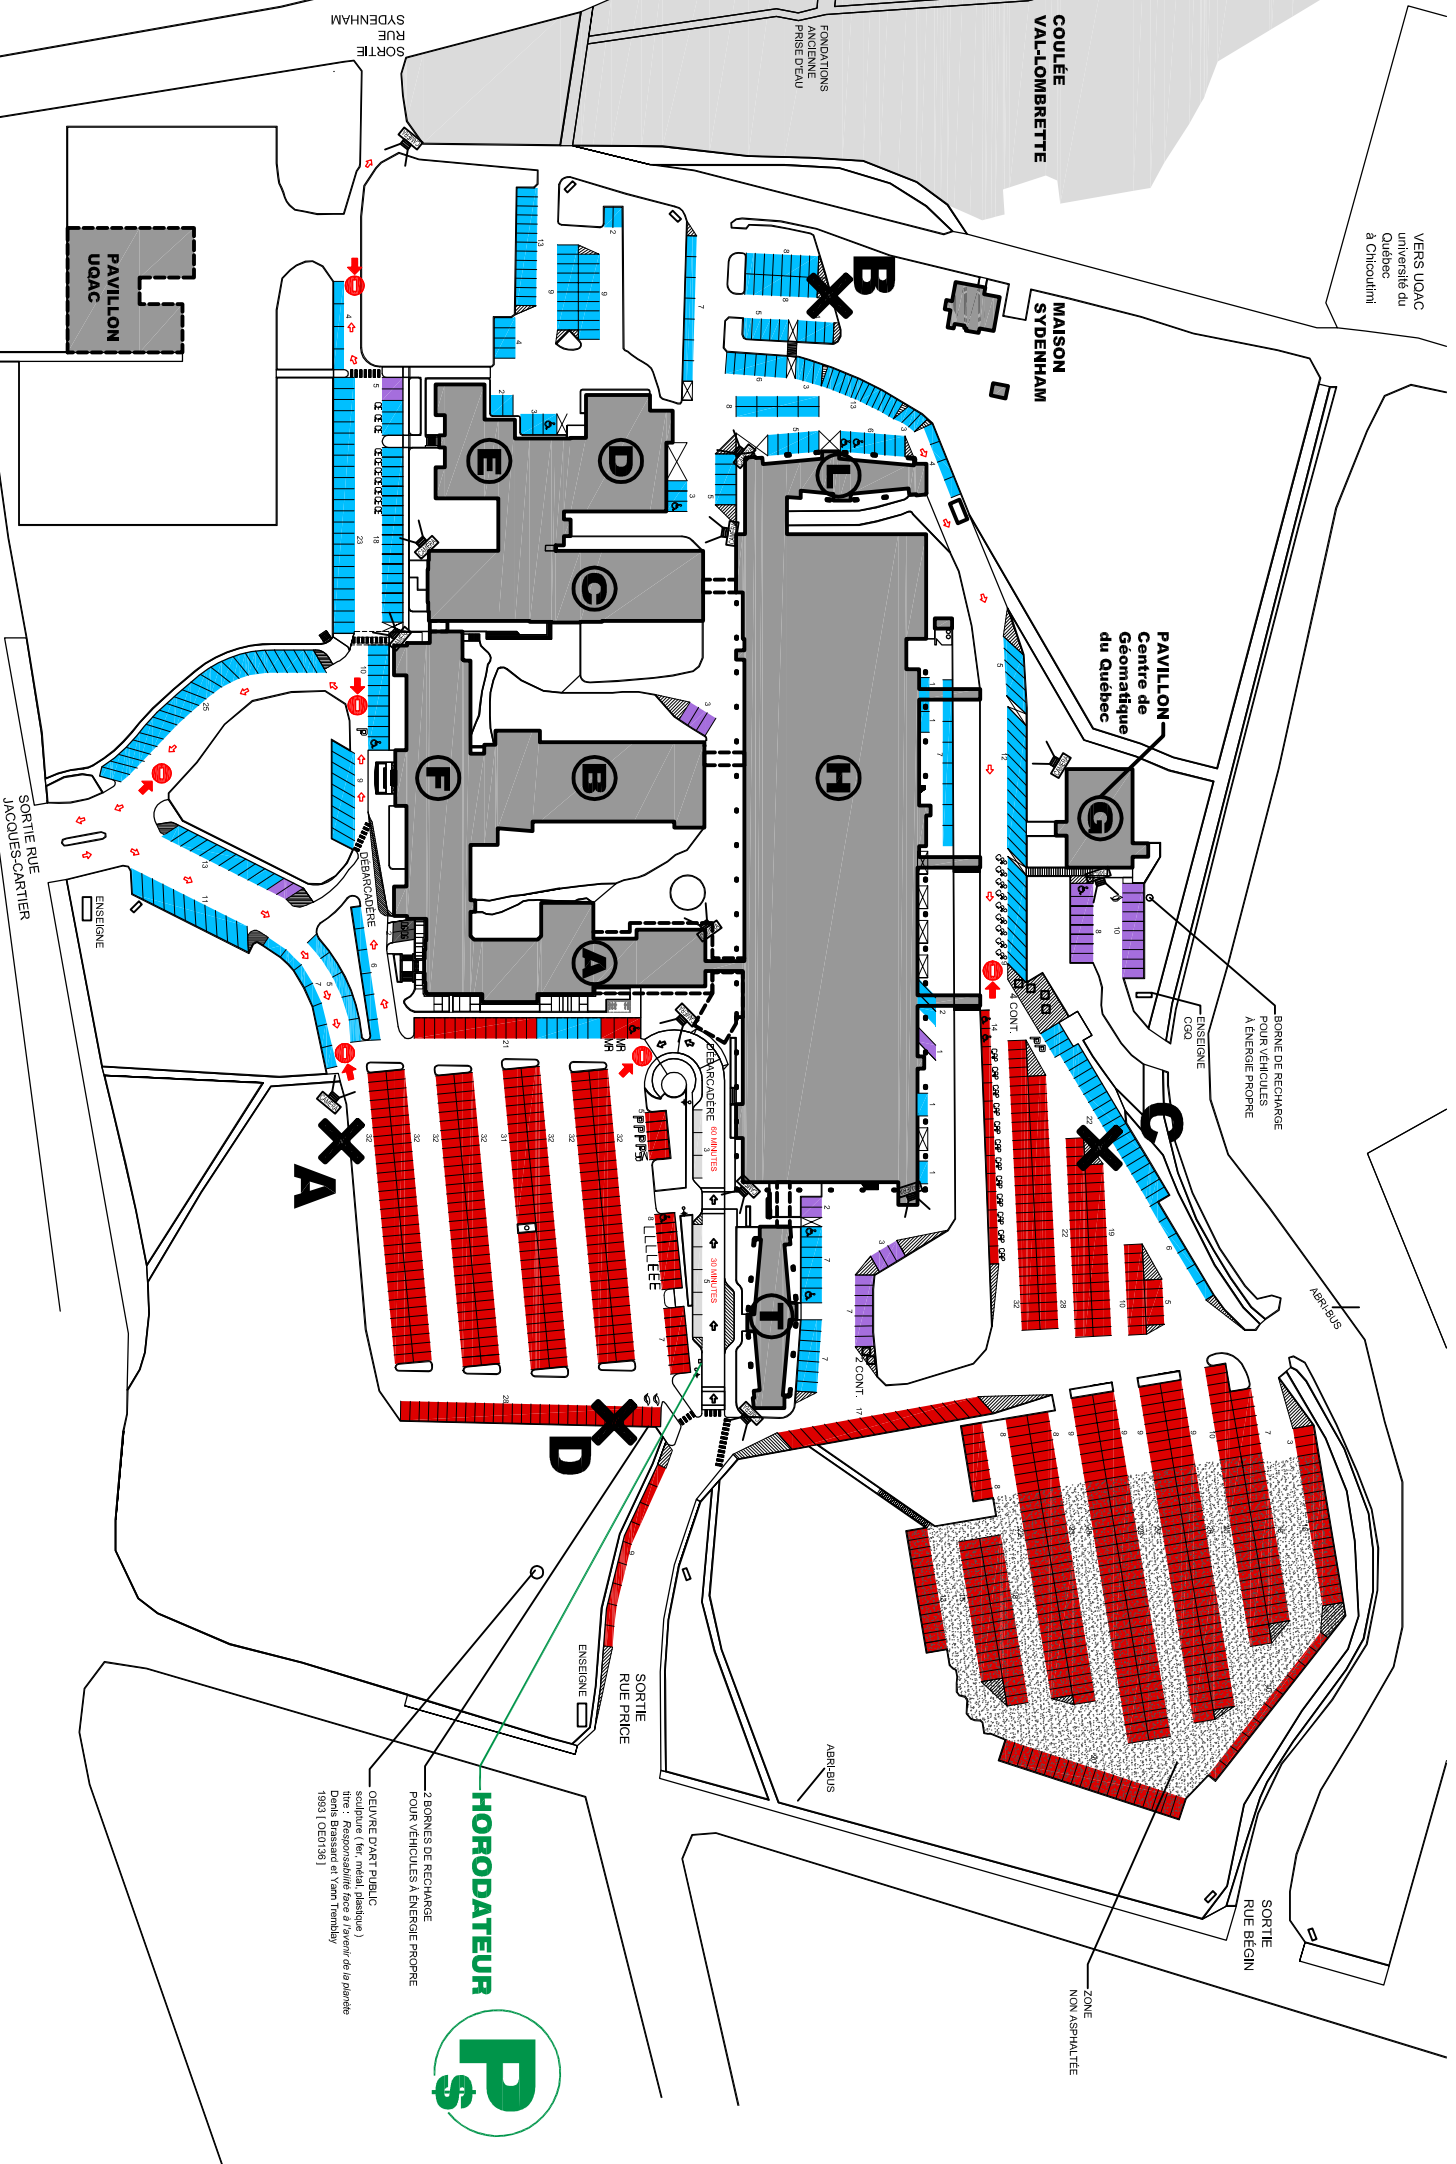 VERS UQAC
université du
Québec
à Chicoutimi
COULÉE
VAL-LOMBRETTE
FONDATIONS
ANCIENNE
PRISE D'EAU
SORTIE
RUE
SYDENHAM
MAISON
SYDENHAM
B
PAVILLON
UQAC
E
D
L
C
PAVILLON
Centre de
Géomatique
du Québec
G
F
B
H
A
DÉBARCADÈRE
SORTIE RUE
JACQUES-CARTIER
ENSEIGNE
BORNE DE RECHARGE
POUR VÉHICULES
À ÉNERGIE PROPRE
ENSEIGNE
CGQ
4 CONT.
C
DÉBARCADÈRE
60 MINUTES
30 MINUTES
A
T
2 CONT.
ABRI-BUS
D
ENSEIGNE
SORTIE
RUE PRICE
ABRI-BUS
SORTIE
RUE BÉGIN
ZONE
NON ASPHALTÉE
HORODATEUR
P$
2 BORNES DE RECHARGE
POUR VÉHICULES À ÉNERGIE PROPRE
OEUVRE D'ART PUBLIC
sculpture ( fer, métal, plastique )
titre : Responsabilité face à l'avenir de la planète
Denis Brassard et Yann Tremblay
1993 [ OE0136 ]